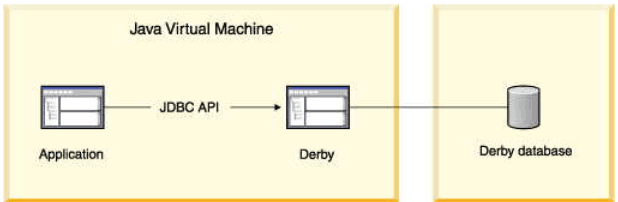 Java Virtual Machine
JDBC API
Application
Derby
Derby database